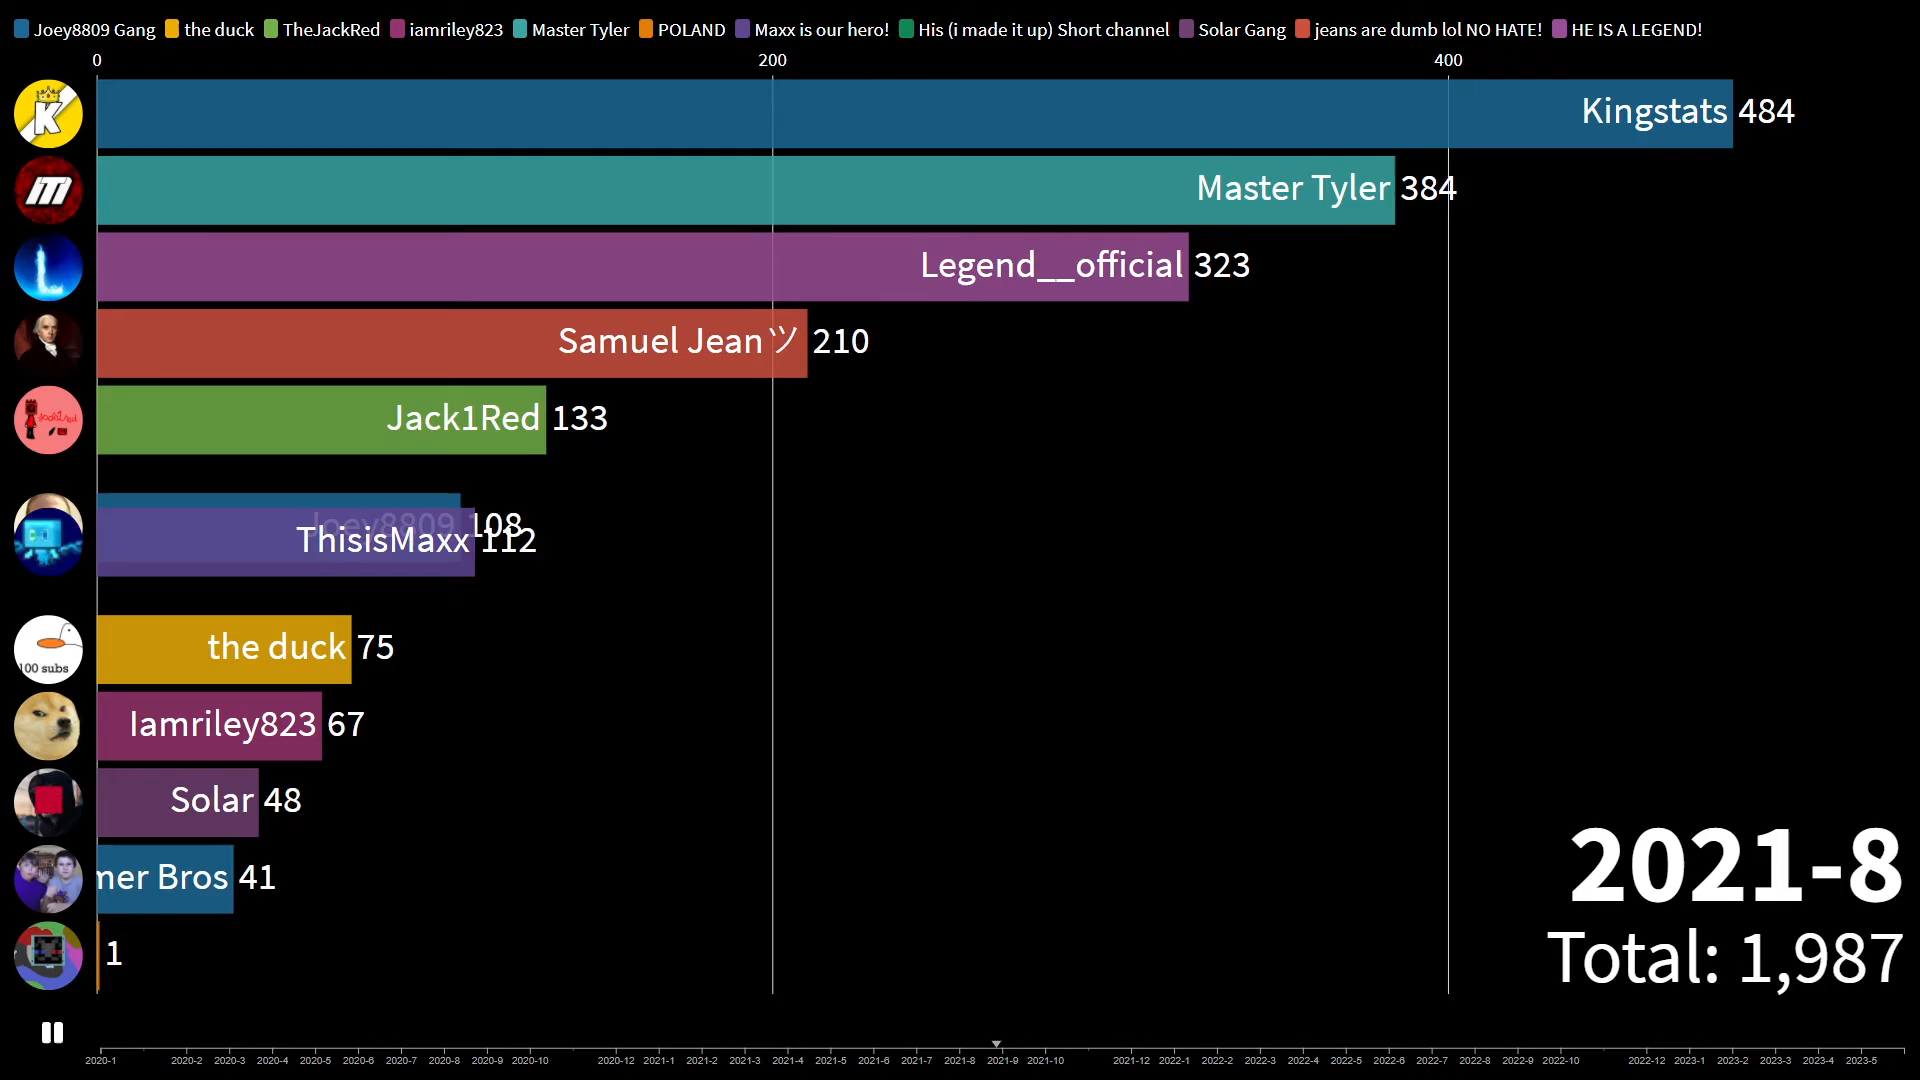 Joey8809 Gang the duck TheJackRed iamriley823 Master Tyler POLAND Maxx is our hero! His (i made it up) Short channel Solar Gang jeans are dumb lol NO HATE! HE IS A LEGEND!
0 200 400
K Kingstats 484
Master Tyler 384
L Legend__official 323
Samuel Jeanツ 210
Jack1Red 133
Joey8809 108
ThisisMaxx 112
the duck 75
100 subs
Iamriley823 67
Solar 48
mer Bros 41
1
2021-8
Total: 1,987
2020-1 2020-2 2020-3 2020-4 2020-5 2020-6 2020-7 2020-8 2020-9 2020-10 2020-12 2021-1 2021-2 2021-3 2021-4 2021-5 2021-6 2021-7 2021-8 2021-9 2021-10 2021-12 2022-1 2022-2 2022-3 2022-4 2022-5 2022-6 2022-7 2022-8 2022-9 2022-10 2022-12 2023-1 2023-2 2023-3 2023-4 2023-5